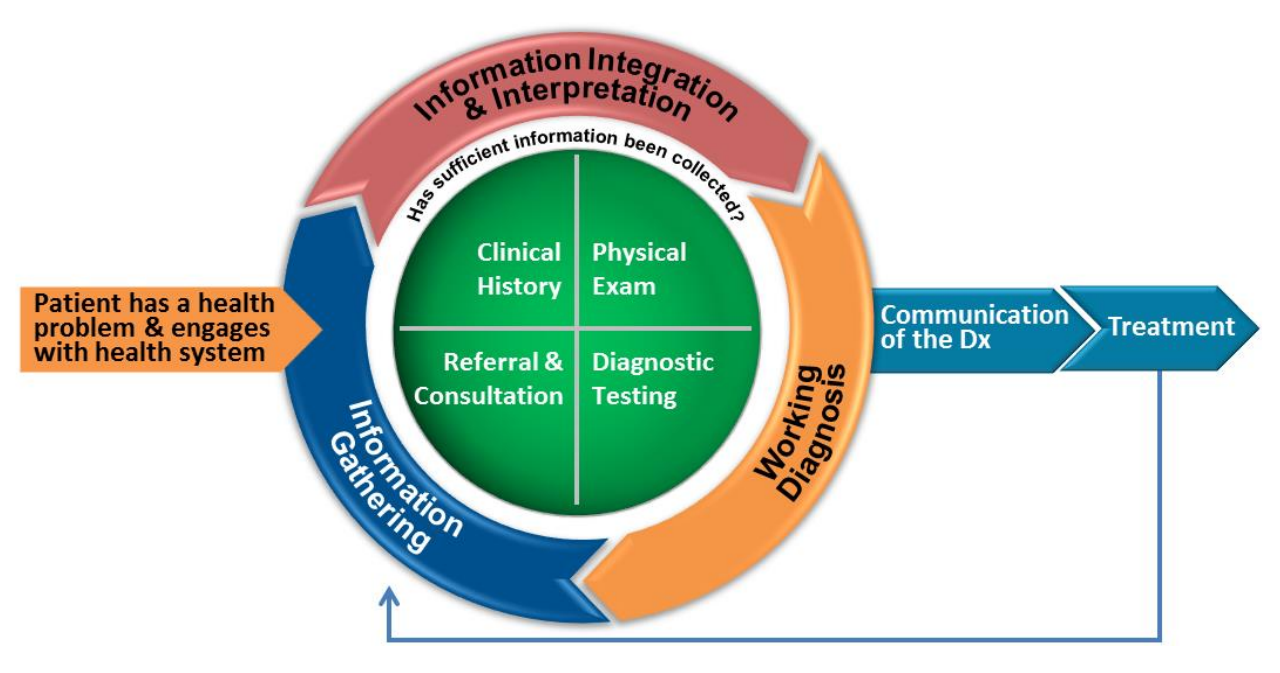 Information Integration
& Interpretation
Has sufficient information been collected?
Clinical
History
Physical
Exam
Referral &
Consultation
Diagnostic
Testing
Patient has a health
problem & engages
with health system
Information
Gathering
Working
Diagnosis
Communication
of the Dx
Treatment